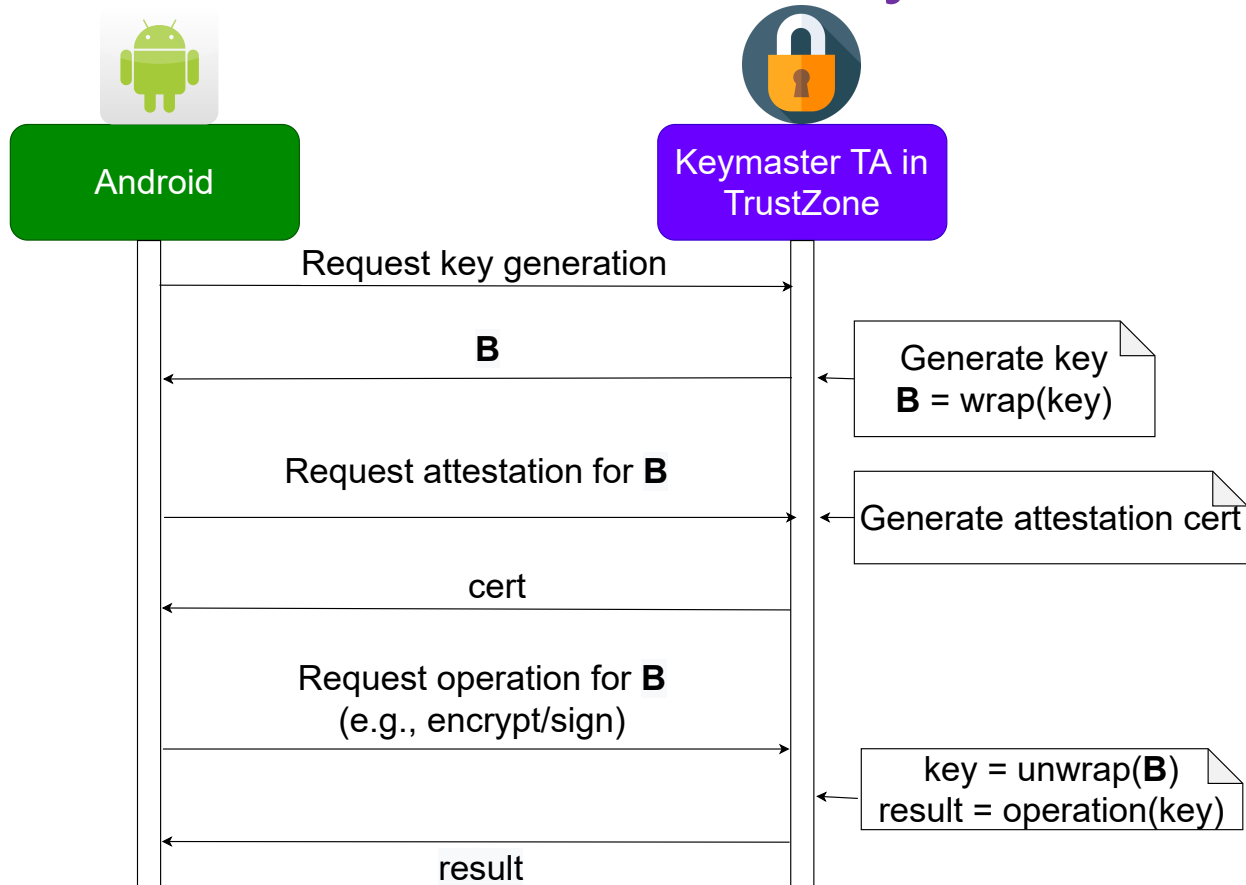 Android
Keymaster TA in
TrustZone
Request key generation
B
Generate key
B = wrap(key)
Request attestation for B
Generate attestation cert
cert
Request operation for B
(e.g., encrypt/sign)
key = unwrap(B)
result = operation(key)
result